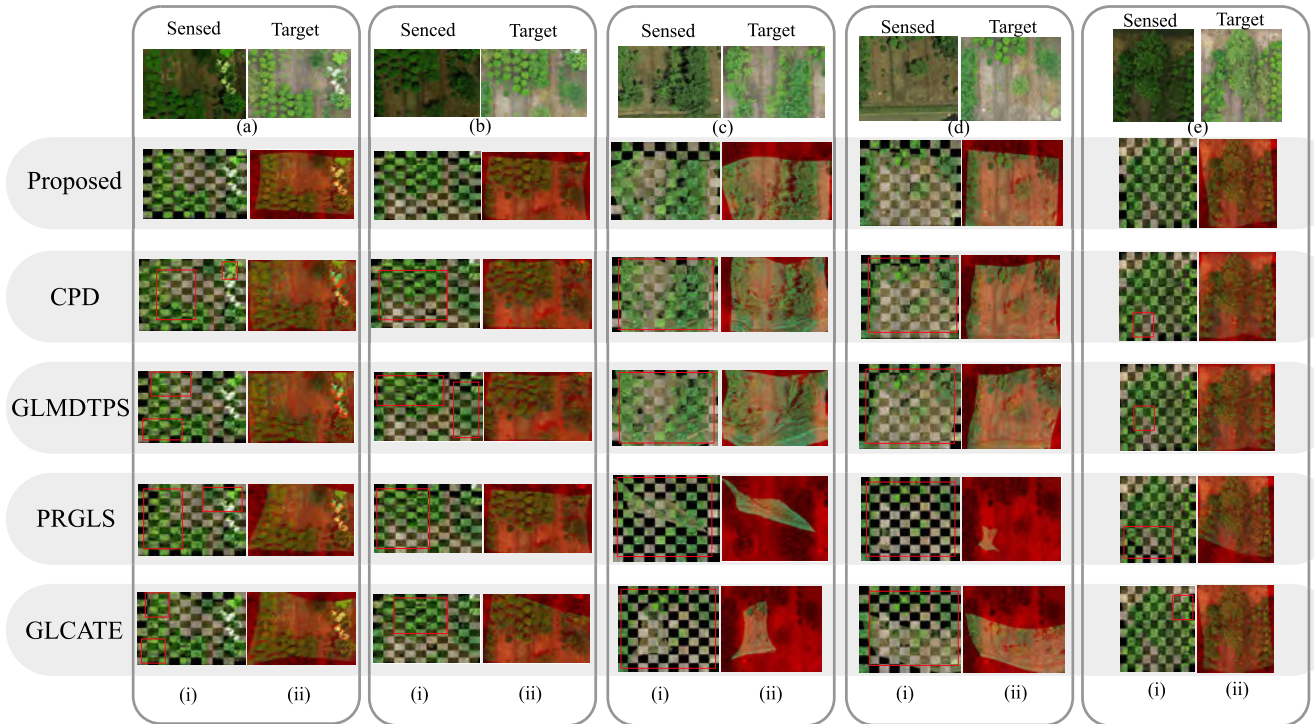 Sensed Target Senced Target Sensed Target Sensed Target Sensed Target
(a) (b) (c) (d) (e)
Proposed
CPD
GLMDTPS
PRGLS
GLCATE
(i) (ii) (i) (ii) (i) (ii) (i) (ii) (i) (ii)